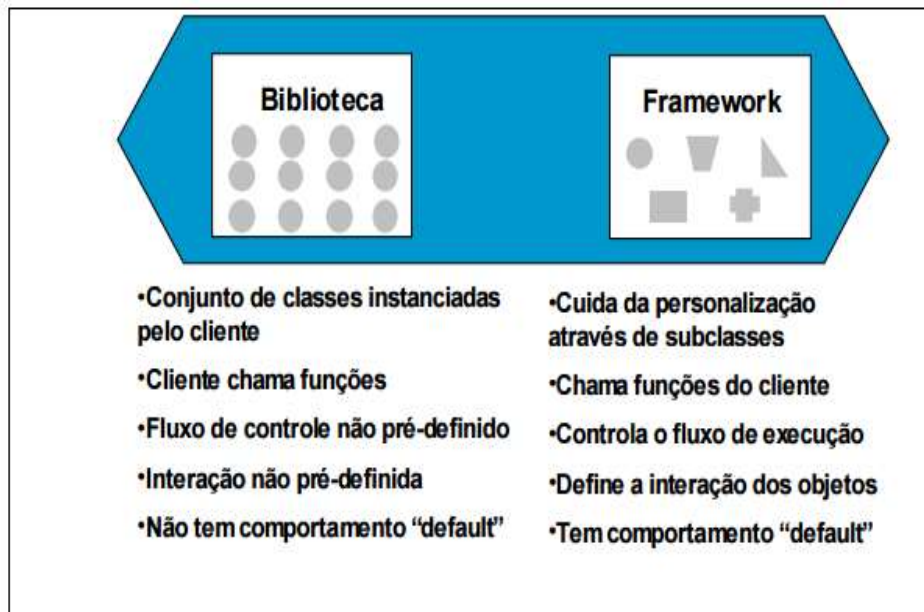 Biblioteca
Framework
•Conjunto de classes instanciadas
pelo cliente
•Cliente chama funções
•Fluxo de controle não pré-definido
•Interação não pré-definida
•Não tem comportamento “default”
•Cuida da personalização
através de subclasses
•Chama funções do cliente
•Controla o fluxo de execução
•Define a interação dos objetos
•Tem comportamento “default”